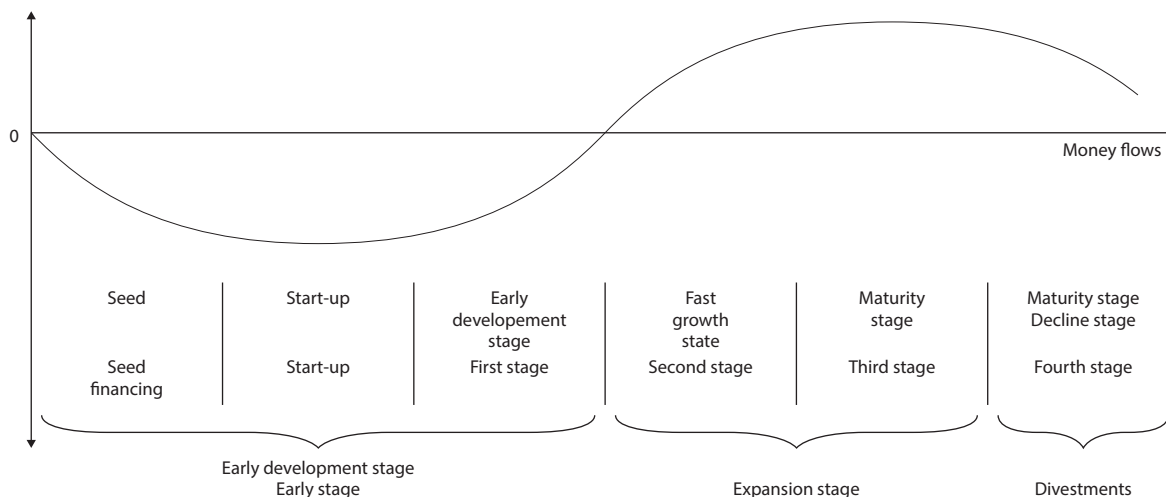 0
Money flows
Seed
Start-up
Early
developement
stage
Fast
growth
state
Maturity
stage
Maturity stage
Decline stage
Seed
financing
Start-up
First stage
Second stage
Third stage
Fourth stage
Early development stage
Early stage
Expansion stage
Divestments